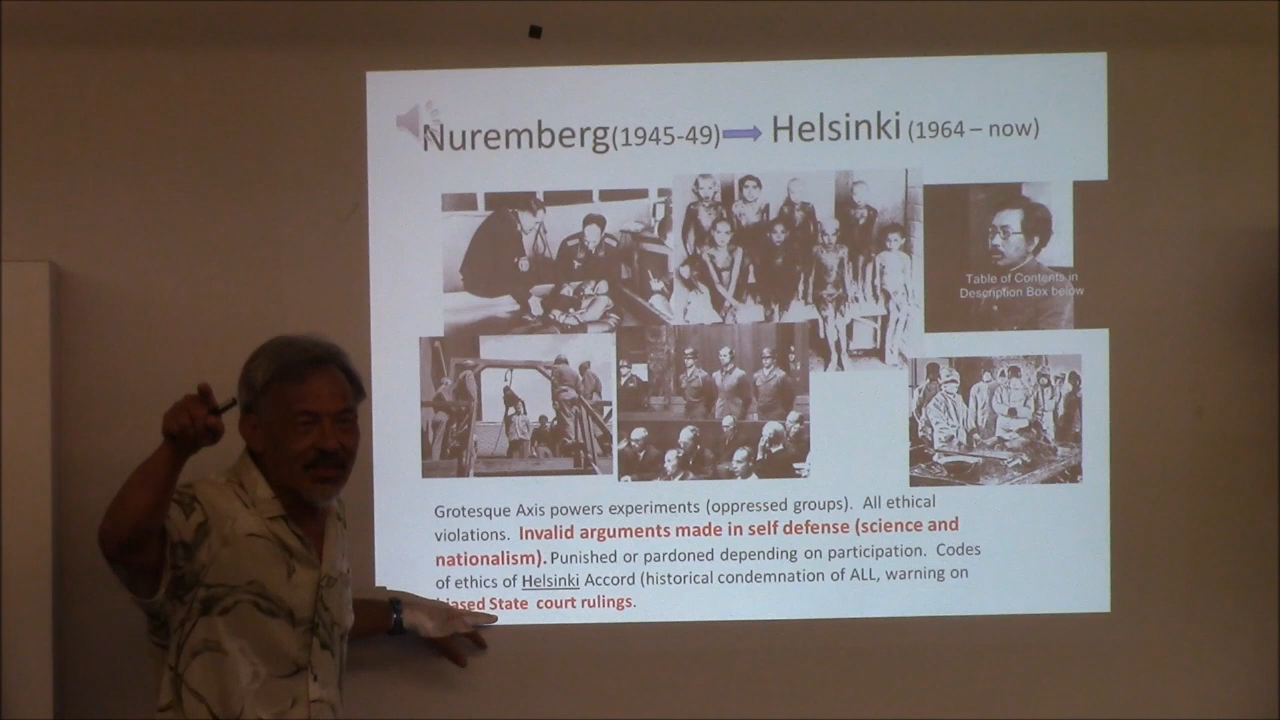 Nuremberg(1945-49) Helsinki (1964 – now)
Table of Contents in
Description Box below
Grotesque Axis powers experiments (oppressed groups). All ethical
violations. Invalid arguments made in self defense (science and
nationalism). Punished or pardoned depending on participation. Codes
of ethics of Helsinki Accord (historical condemnation of ALL, warning on
State court rulings.